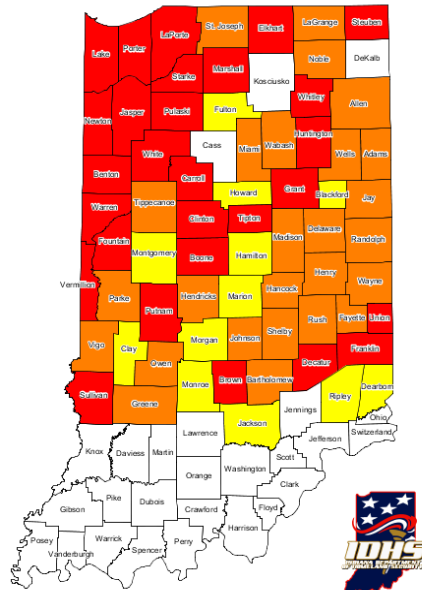 LaPorte
St. Joseph
Elkhart
LaGrange
Steuben
Lake
Porter
Noble
DeKalb
Starke
Marshall
Kosciusko
Whitley
Allen
Newton
Jasper
Pulaski
Fulton
Huntington
White
Cass
Miami
Wabash
Wells
Adams
Benton
Carroll
Howard
Grant
Blackford
Jay
Warren
Tippecanoe
Clinton
Tipton
Fountain
Montgomery
Boone
Hamilton
Madison
Delaware
Randolph
Vermillion
Parke
Putnam
Hendricks
Marion
Hancock
Henry
Wayne
Vigo
Clay
Owen
Morgan
Johnson
Shelby
Rush
Fayette
Union
Decatur
Franklin
Sullivan
Greene
Monroe
Brown
Bartholomew
Jennings
Ripley
Dearborn
Jackson
Ohio
Knox
Daviess
Martin
Lawrence
Jefferson
Switzerland
Orange
Washington
Scott
Clark
Gibson
Pike
Dubois
Crawford
Harrison
Floyd
Posey
Vanderburgh
Warrick
Spencer
Perry
IDHS